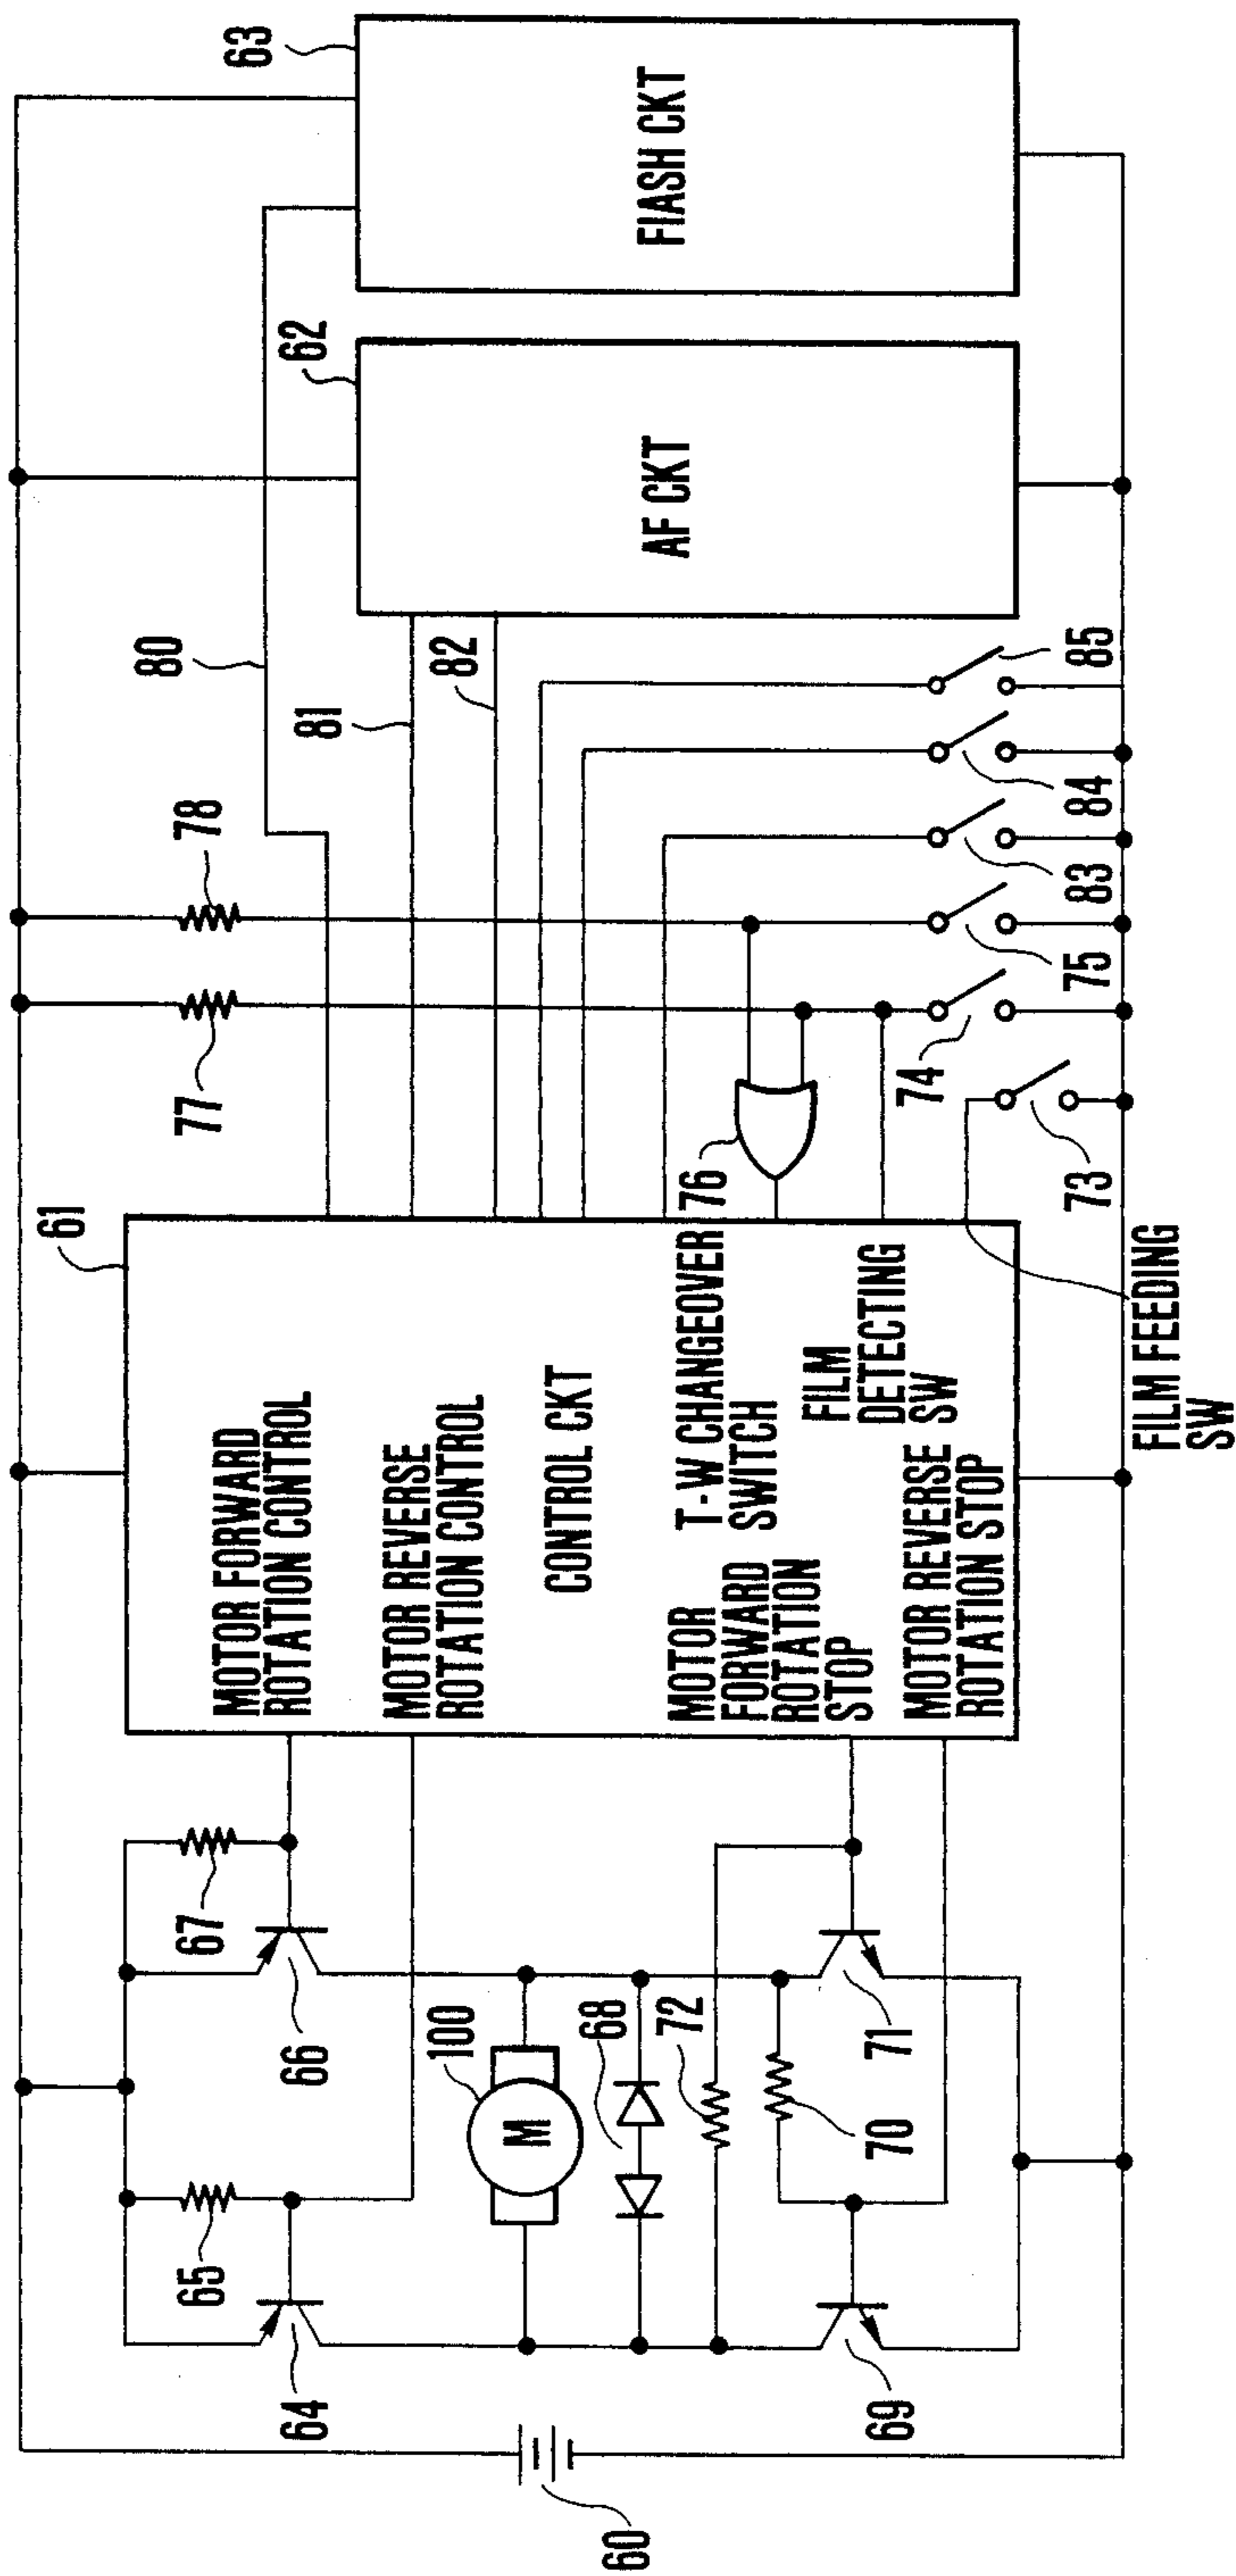 63
FIASH CKT
62
AF CKT
80
81
82
85
84
83
75
74
73
78
77
76
61
MOTOR FORWARD
ROTATION CONTROL
MOTOR REVERSE
ROTATION CONTROL
CONTROL CKT
T-W CHANGEOVER
SWITCH
FILM
DETECTING
SW
MOTOR
FORWARD
ROTATION
STOP
MOTOR REVERSE
ROTATION STOP
FILM FEEDING
SW
67
66
65
64
100
M
68
72
70
71
69
60